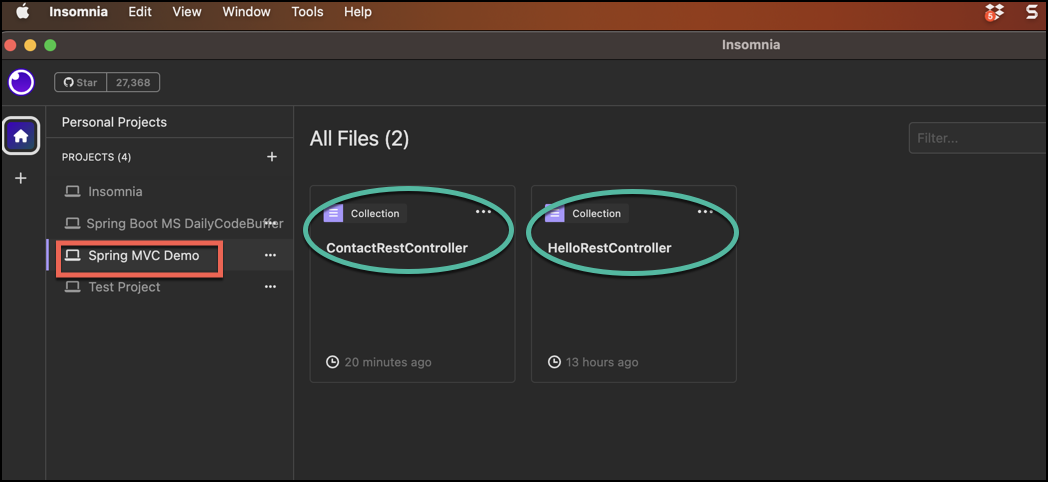 Insomnia Edit View Window Tools Help
5
Insomnia
Star 27,368
Personal Projects
PROJECTS (4)
Insomnia
Spring Boot MS DailyCodeBuffer
Spring MVC Demo
Test Project
All Files (2)
Filter...
Collection
ContactRestController
20 minutes ago
Collection
HelloRestController
13 hours ago